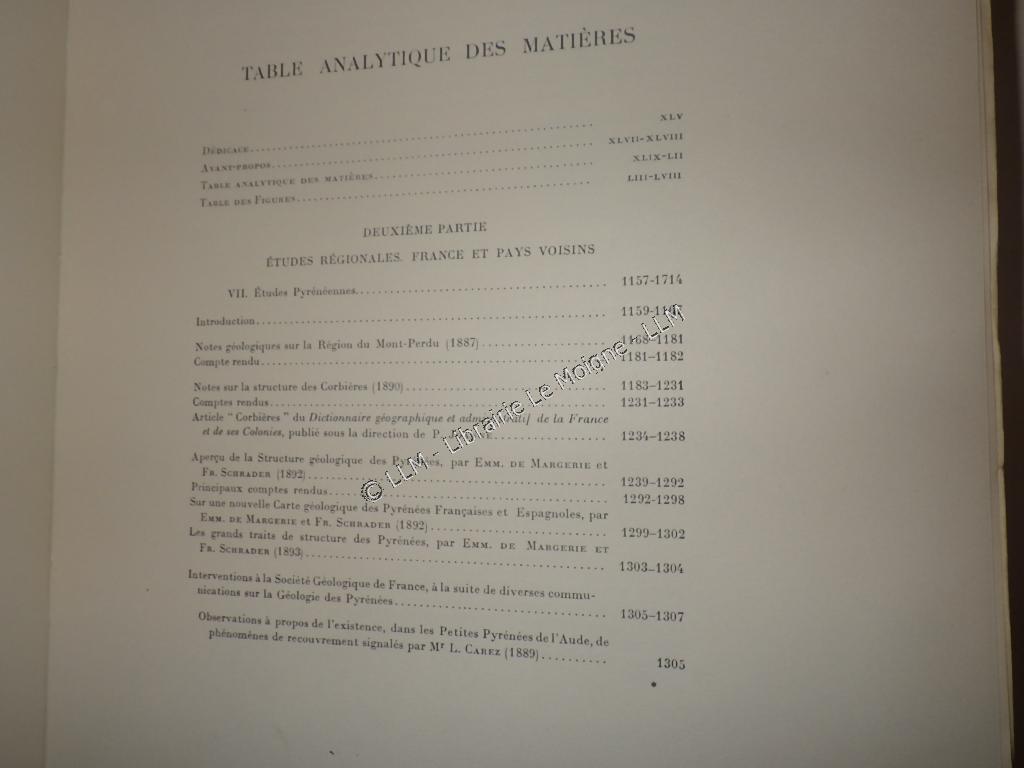 TABLE ANALYTIQUE DES MATIÈRES
Dédicace XLV
Avant-propos XLVII-XLVIII
Table analytique des matières XLIX-LII
Table des Figures LIII-LVIII
DEUXIÈME PARTIE
ÉTUDES RÉGIONALES. FRANCE ET PAYS VOISINS
VII. Études Pyrénéennes 1157-1714
Introduction
Notes géologiques sur la Région du Mont-Perdu (1887) 1168-1181
Compte rendu 1181-1182
Notes sur la structure des Corbières (1890) 1183-1231
Comptes rendus 1231-1233
Article “Corbières” du Dictionnaire géographique et de la France
et de ses Colonies, publié sous la direction de 1234-1238
Aperçu de la Structure géologique des Pyrénées, par Emm. de Margerie et
Fr. Schrader (1892) 1239-1292
Principaux comptes rendus 1292-1298
Sur une nouvelle Carte géologique des Pyrénées Françaises et Espagnoles, par
Emm. de Margerie et Fr. Schrader (1892) 1299-1302
Les grands traits de structure des Pyrénées, par Emm. de Margerie et
Fr. Schrader (1893) 1303-1304
Interventions à la Société Géologique de France, à la suite de diverses commu-
nications sur la Géologie des Pyrénées 1305-1307
Observations à propos de l'existence, dans les Petites Pyrénées de l'Aude, de
phénomènes de recouvrement signalés par Mr L. Carez (1889) 1305
© LLM - Librairie Le Moigne - LLM